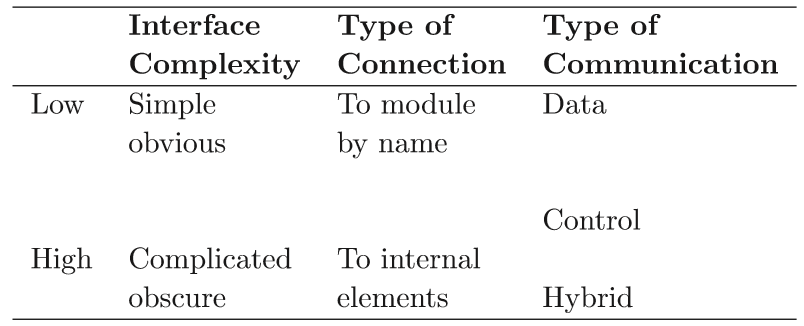 Interface Type of Type of
Complexity Connection Communication
Low Simple To module Data
obvious by name
Control
High Complicated To internal
obscure elements Hybrid